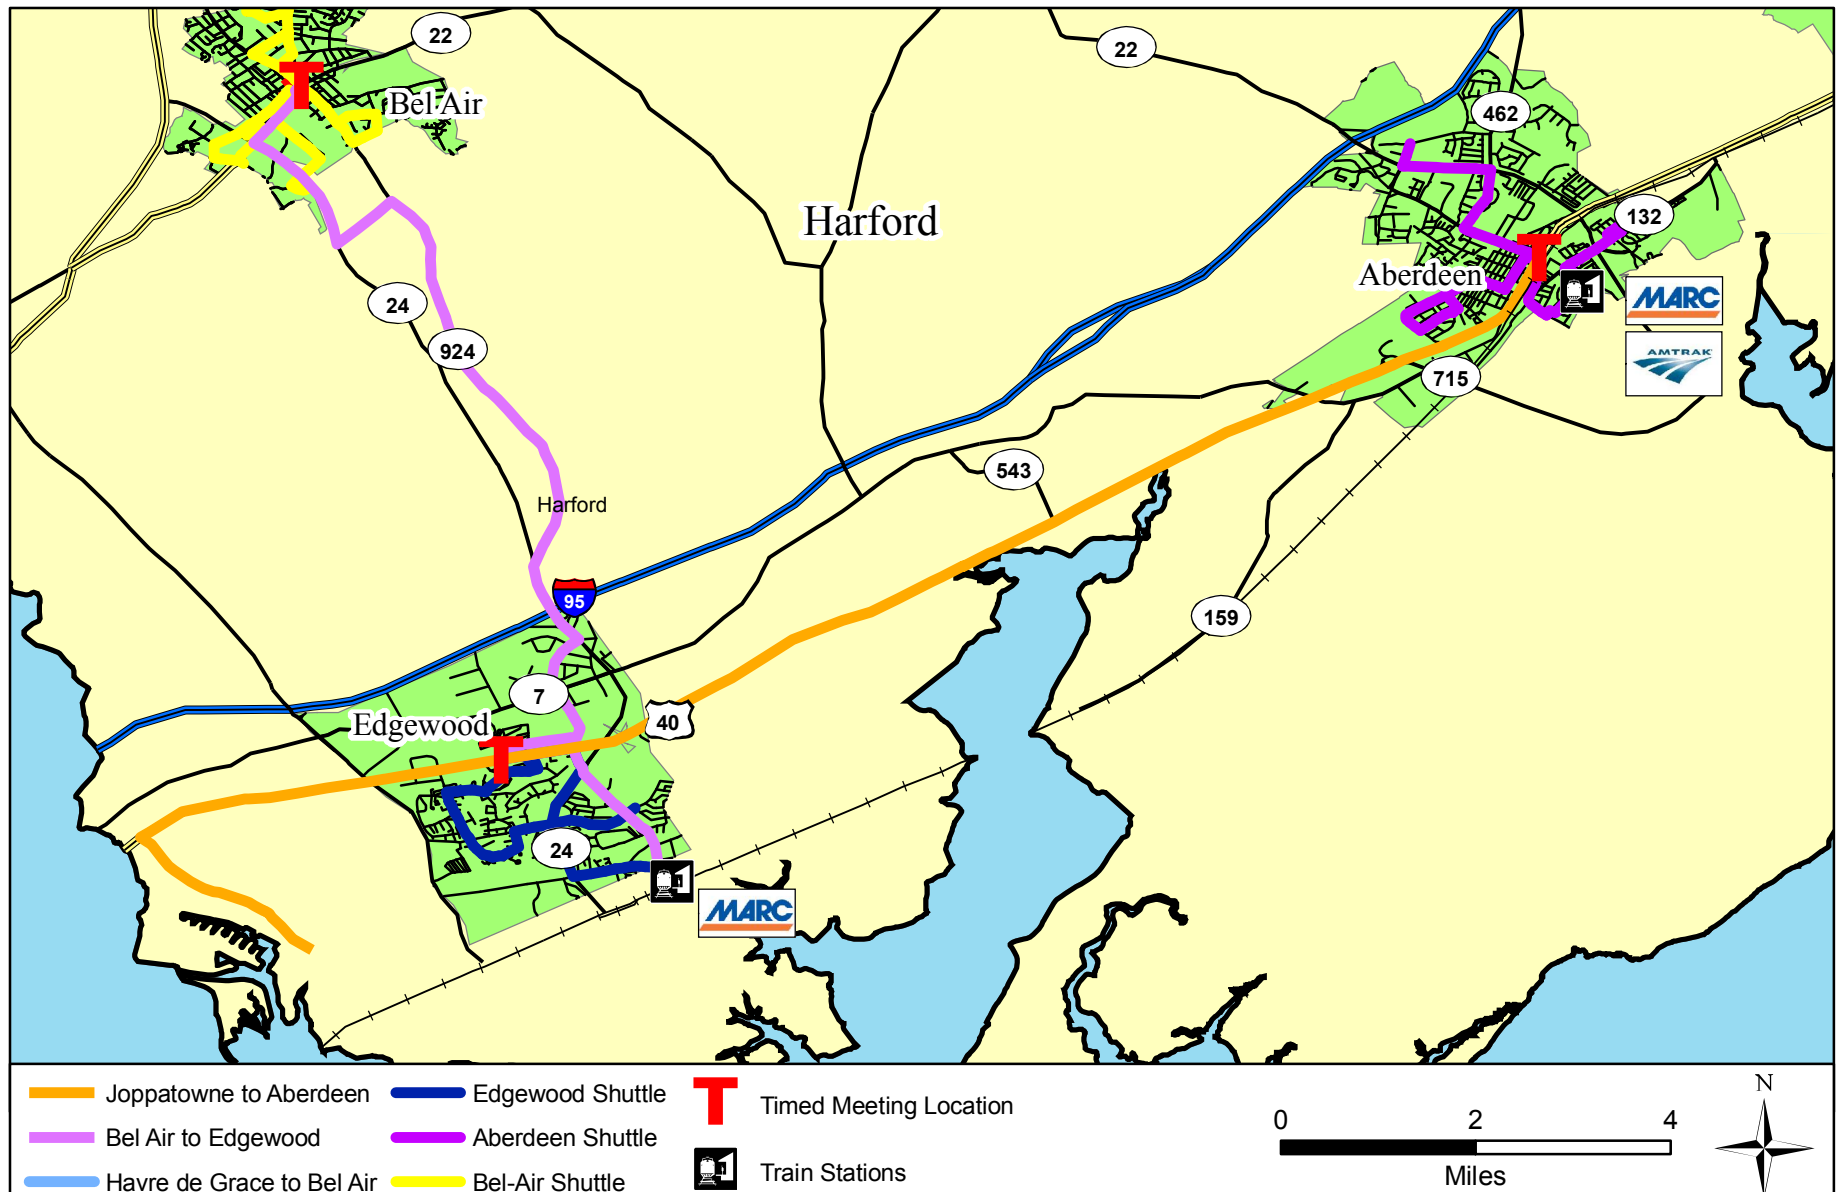 22
22
Bel Air
462
132
Harford
Aberdeen
MARC
AMTRAK
24
924
715
543
Harford
95
159
7
Edgewood
40
24
MARC
Joppatowne to Aberdeen
Bel Air to Edgewood
Havre de Grace to Bel Air
Edgewood Shuttle
Aberdeen Shuttle
Bel-Air Shuttle
Timed Meeting Location
Train Stations
0 2 4
Miles
N